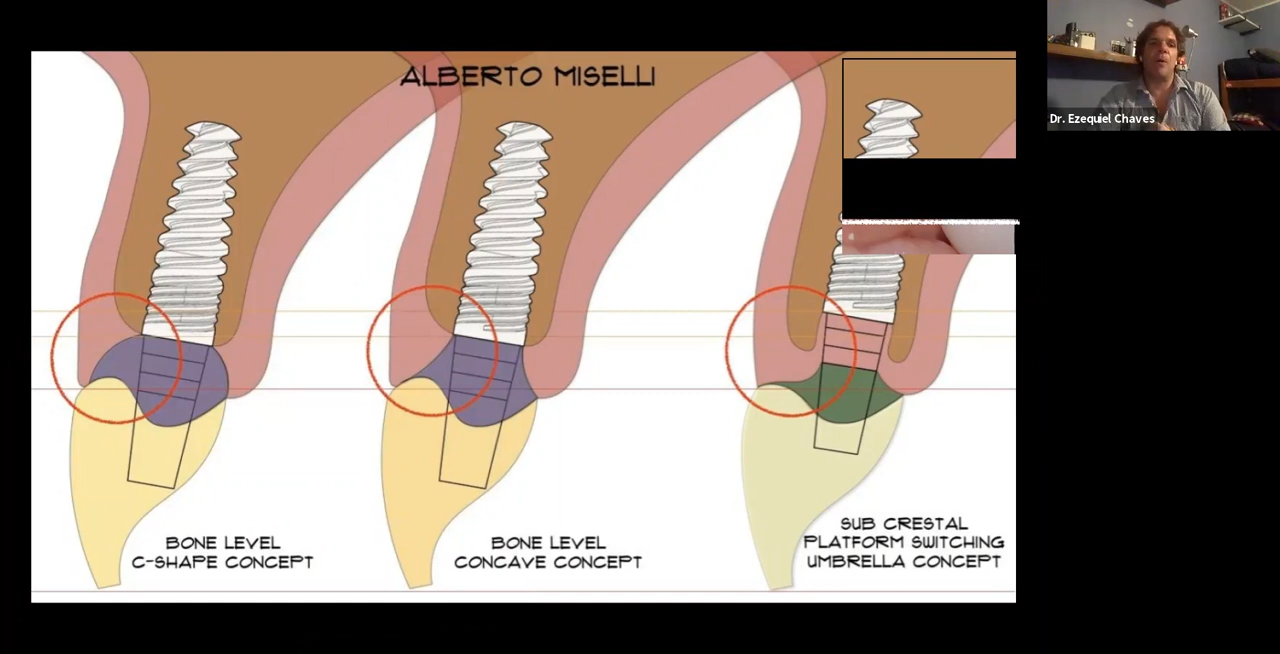 ALBERTO MISELLI
Dr. Ezequiel Chaves
BONE LEVEL
C-SHAPE CONCEPT
BONE LEVEL
CONCAVE CONCEPT
SUB CRESTAL
PLATFORM SWITCHING
UMBRELLA CONCEPT